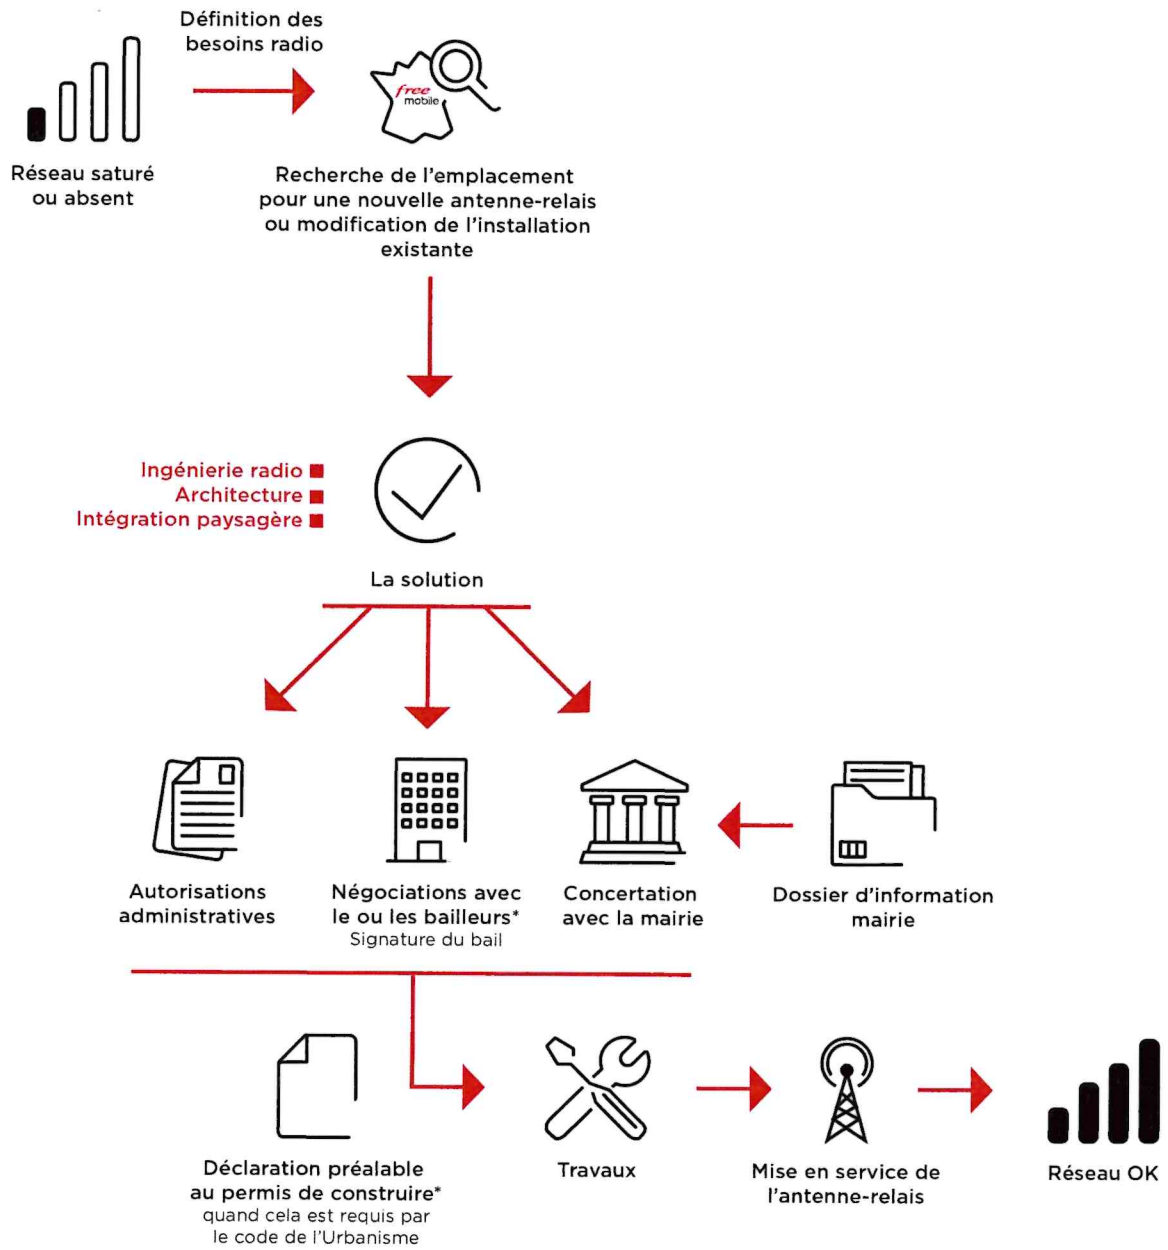 Définition des
besoins radio
free
mobile
Réseau saturé
ou absent
Recherche de l'emplacement
pour une nouvelle antenne-relais
ou modification de l'installation
existante
Ingénierie radio
Architecture
Intégration paysagère
La solution
Autorisations
administratives
Négociations avec
le ou les bailleurs*
Signature du bail
Concertation
avec la mairie
Dossier d'information
mairie
Déclaration préalable
au permis de construire*
quand cela est requis par
le code de l'Urbanisme
Travaux
Mise en service de
l'antenne-relais
Réseau OK